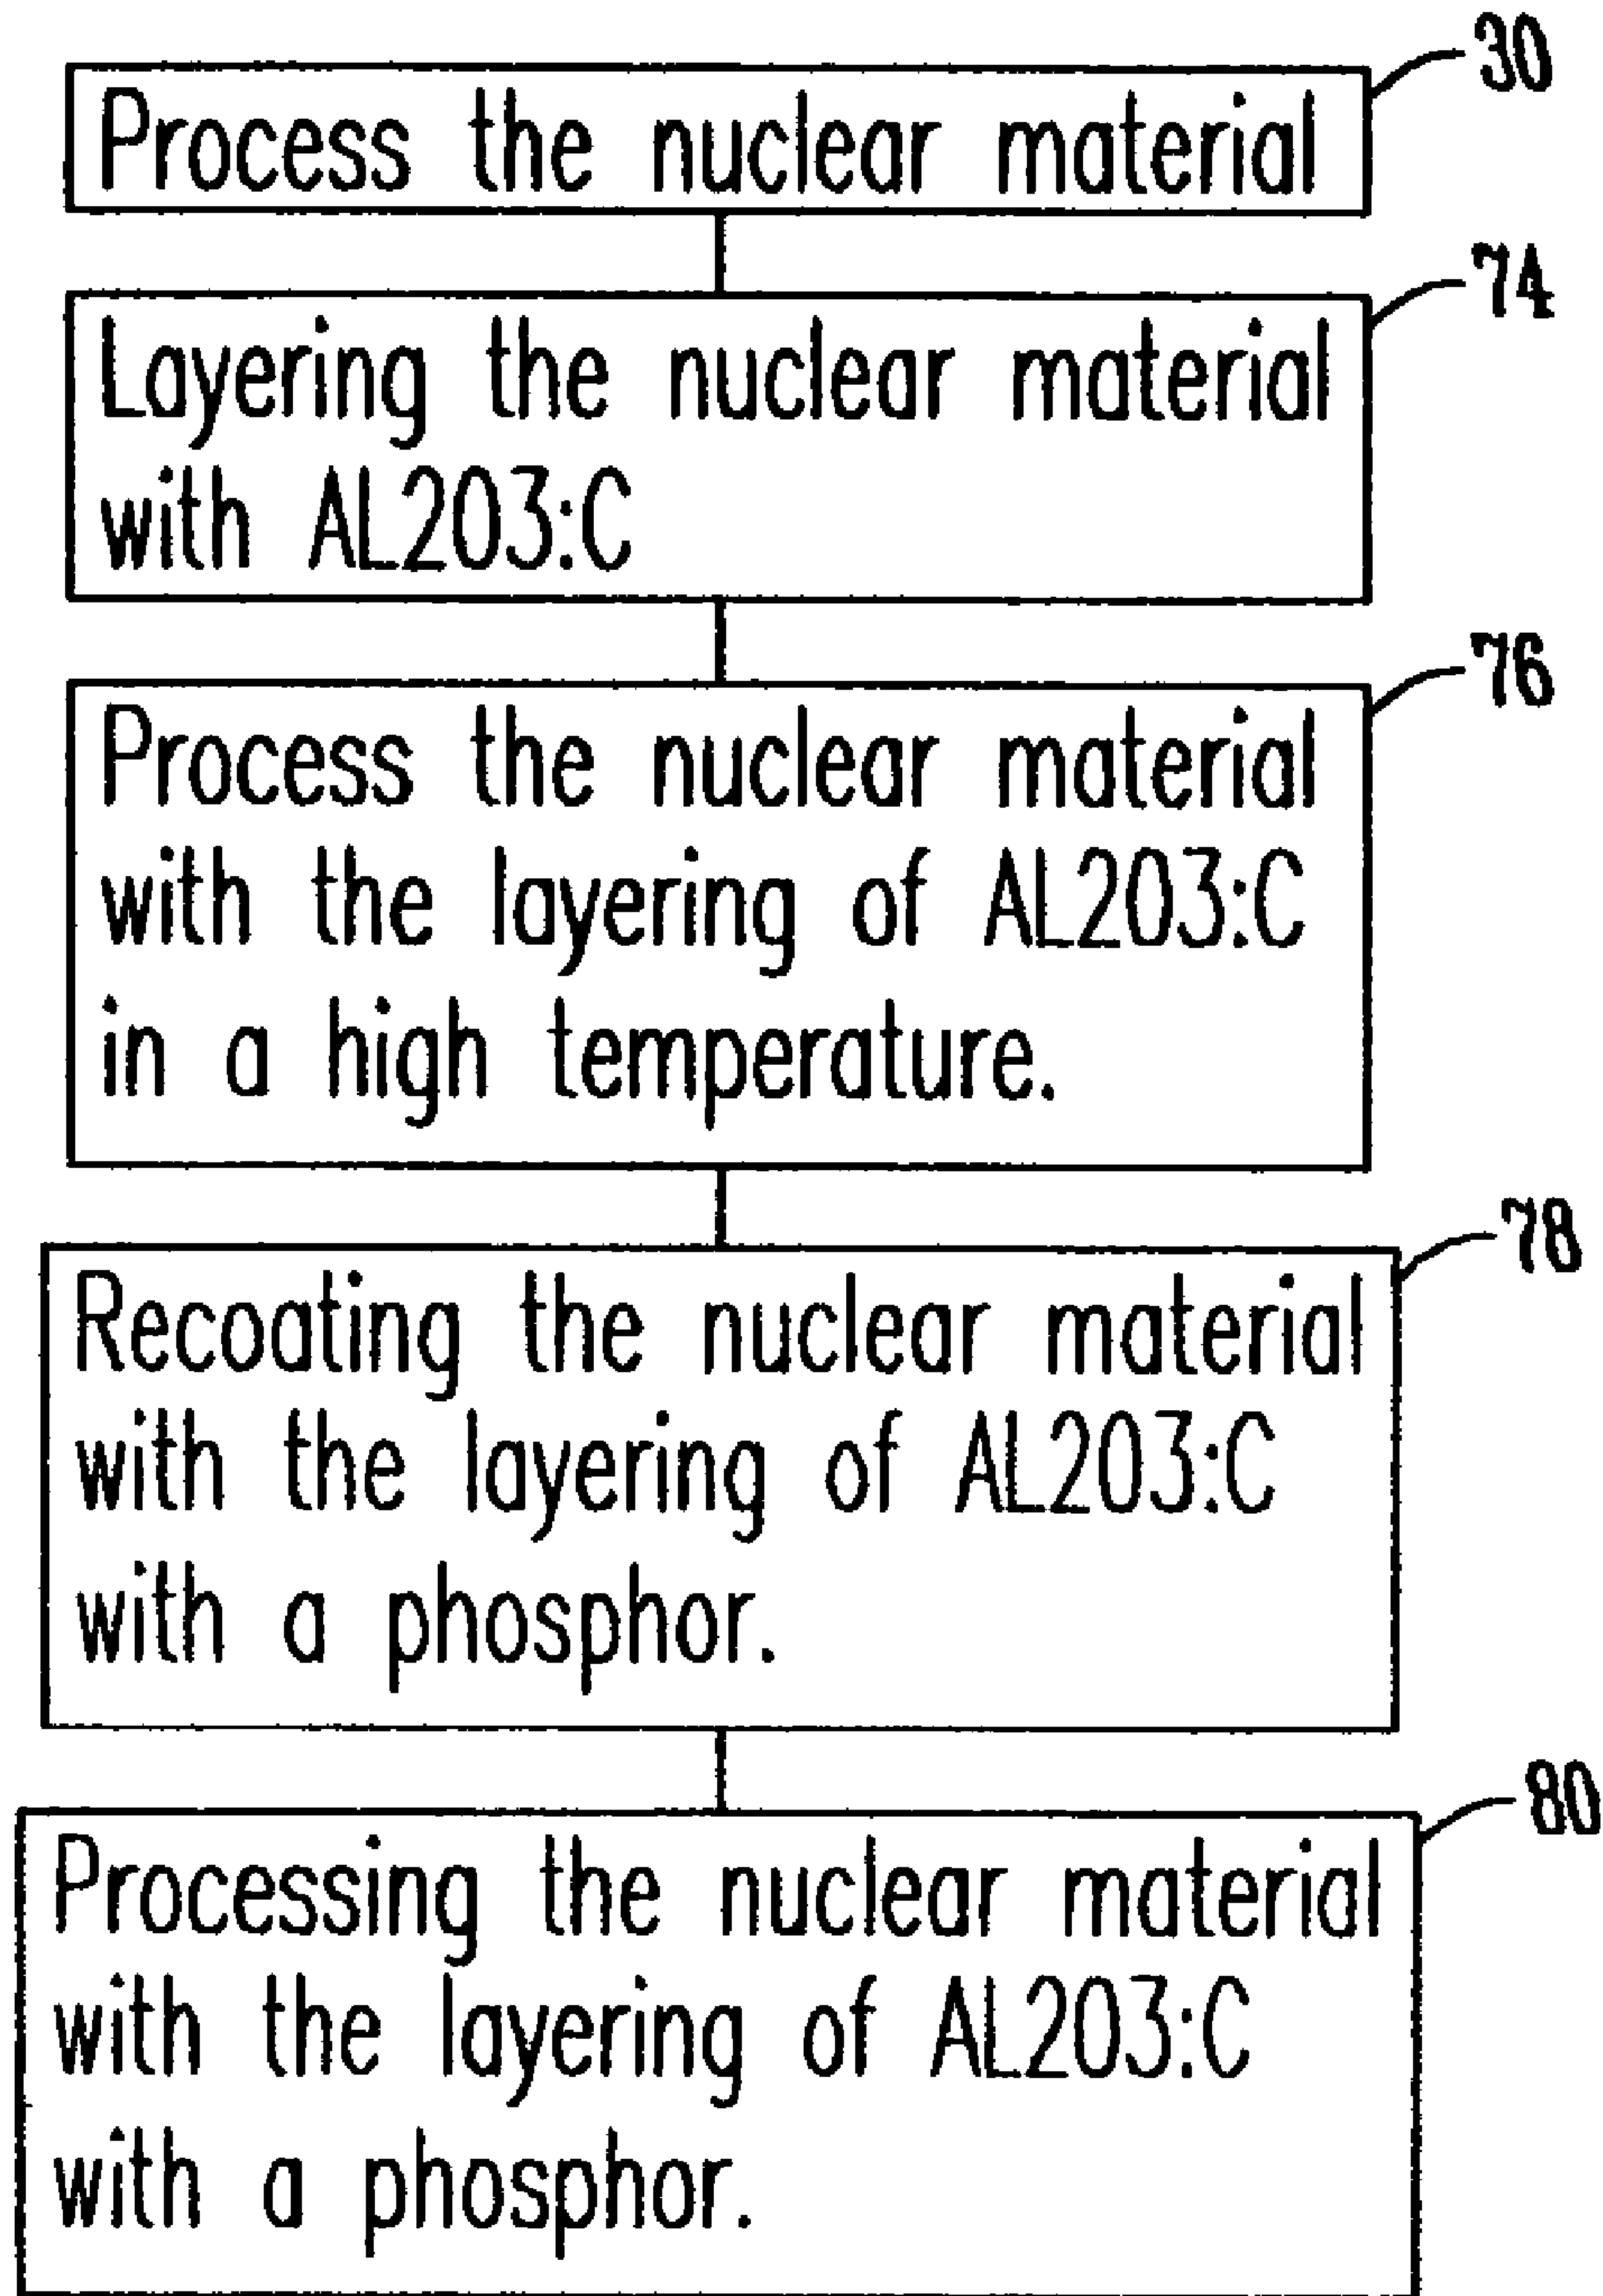 30
Process the nuclear material
74
Layering the nuclear material
with AL203:C
76
Process the nuclear material
with the layering of AL203:C
in a high temperature.
78
Recoating the nuclear material
with the layering of AL203:C
with a phosphor.
80
Processing the nuclear material
with the layering of AL203:C
with a phosphor.